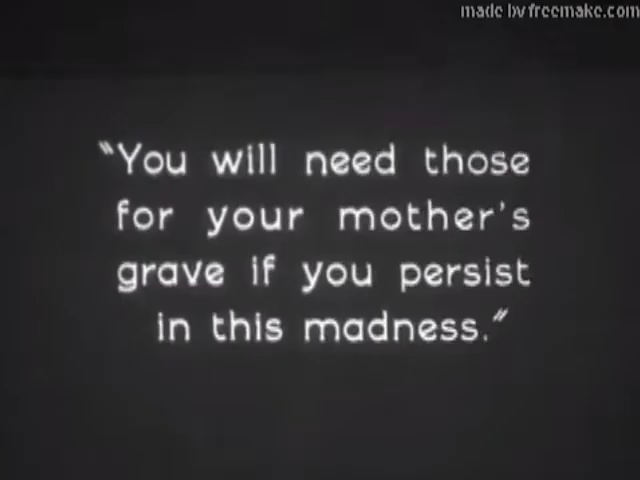 made by freemake.com
"You will need those
for your mother's
grave if you persist
in this madness."